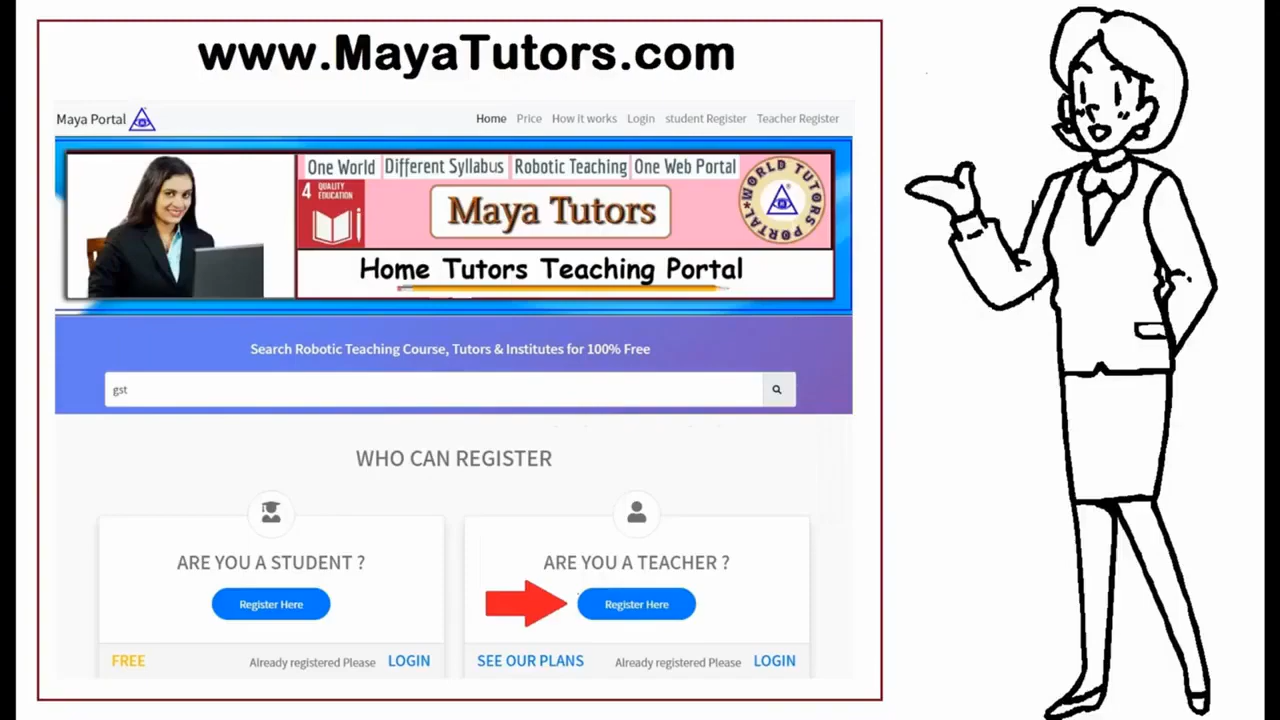 www.MayaTutors.com
Maya Portal
Home Price How it works Login student Register Teacher Register
One World Different Syllabus Robotic Teaching One Web Portal
4 QUALITY EDUCATION
Maya Tutors
WORLD TUTORS PORTAL
Home Tutors Teaching Portal
Search Robotic Teaching Course, Tutors & Institutes for 100% Free
gst
WHO CAN REGISTER
ARE YOU A STUDENT ?
Register Here
FREE Already registered Please LOGIN
ARE YOU A TEACHER ?
Register Here
SEE OUR PLANS Already registered Please LOGIN